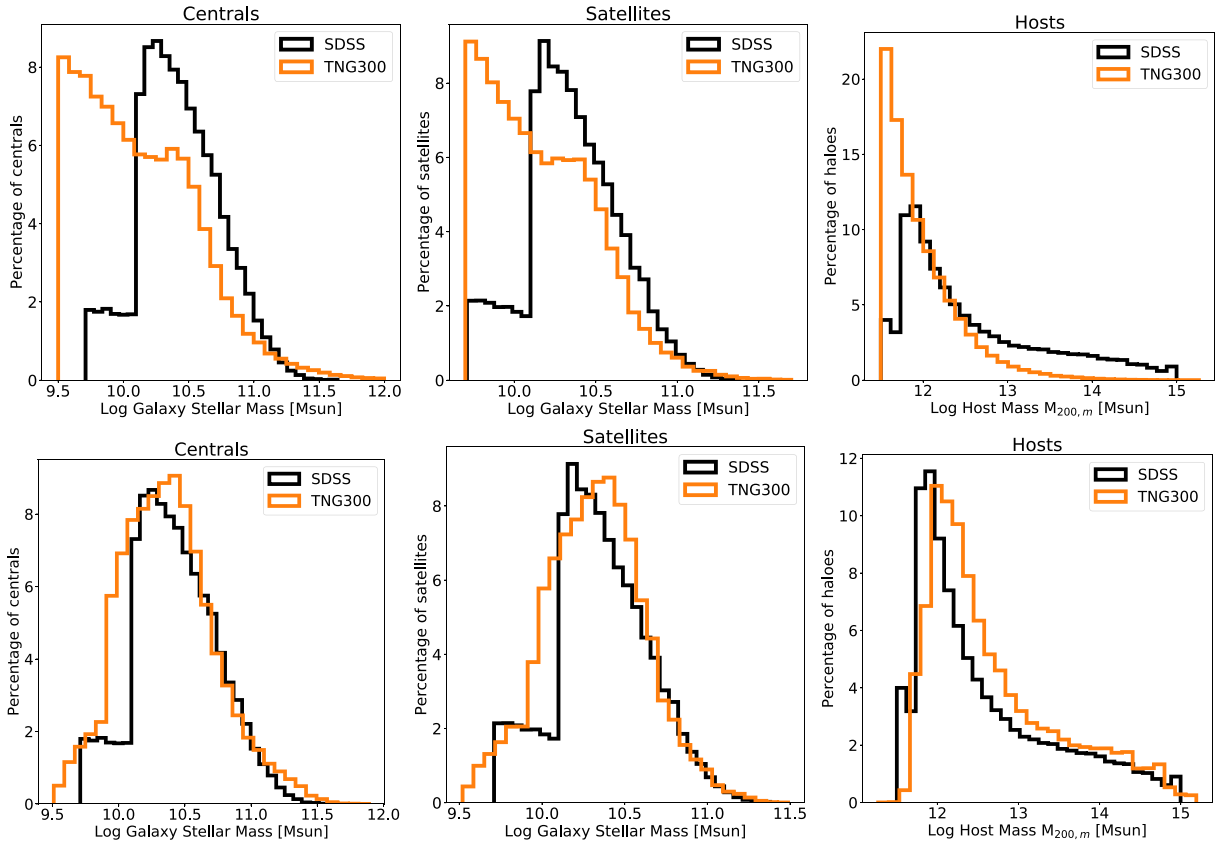 Centrals
SDSS
TNG300
Percentage of centrals
8
6
4
2
0
9.5 10.0 10.5 11.0 11.5 12.0
Log Galaxy Stellar Mass [Msun]
Satellites
SDSS
TNG300
Percentage of satellites
8
6
4
2
0
10.0 10.5 11.0 11.5
Log Galaxy Stellar Mass [Msun]
Hosts
SDSS
TNG300
Percentage of haloes
20
15
10
5
0
12 13 14 15
Log Host Mass M200,m [Msun]
Centrals
SDSS
TNG300
Percentage of centrals
8
6
4
2
0
9.5 10.0 10.5 11.0 11.5 12.0
Log Galaxy Stellar Mass [Msun]
Satellites
SDSS
TNG300
Percentage of satellites
8
6
4
2
0
9.5 10.0 10.5 11.0 11.5
Log Galaxy Stellar Mass [Msun]
Hosts
SDSS
TNG300
Percentage of haloes
12
10
8
6
4
2
0
12 13 14 15
Log Host Mass M200,m [Msun]